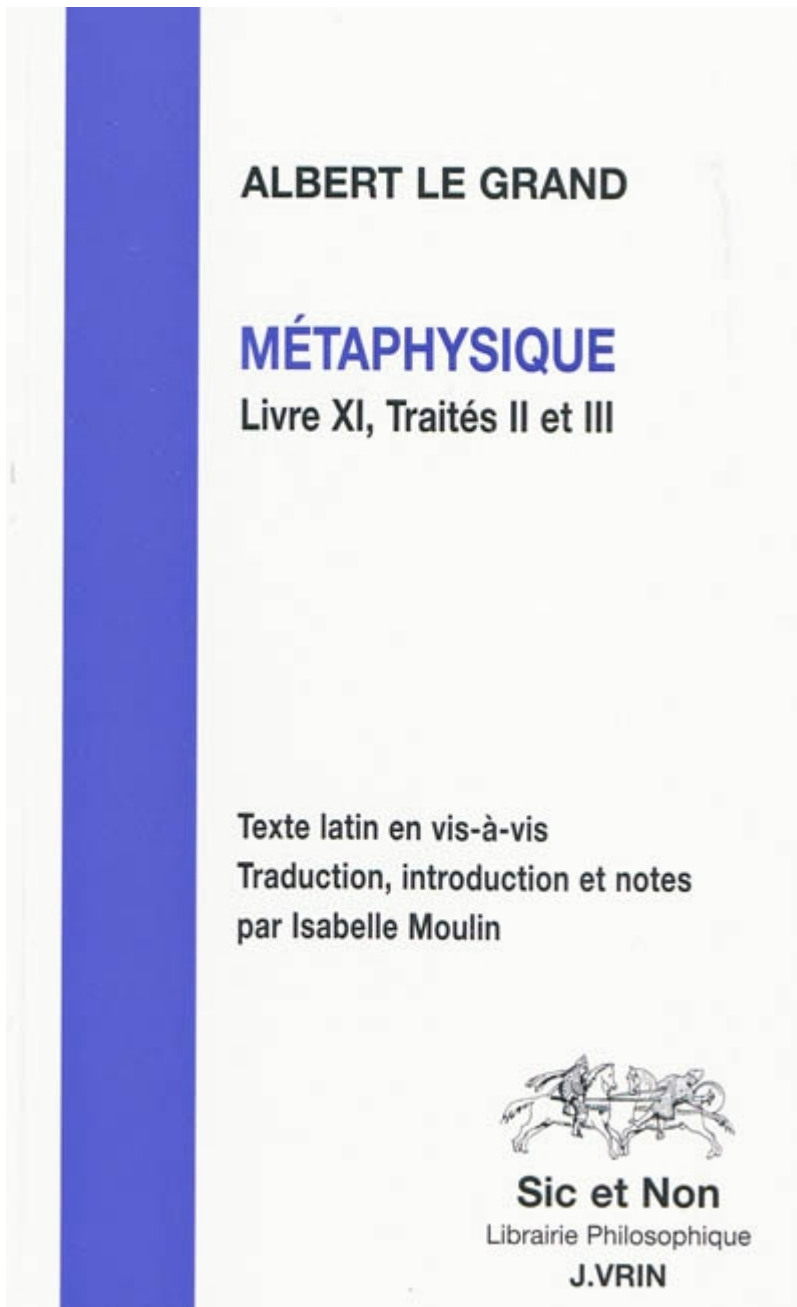 ALBERT LE GRAND
MÉTAPHYSIQUE
Livre XI, Traités II et III
Texte latin en vis-à-vis
Traduction, introduction et notes
par Isabelle Moulin
Sic et Non
Librairie Philosophique
J.VRIN